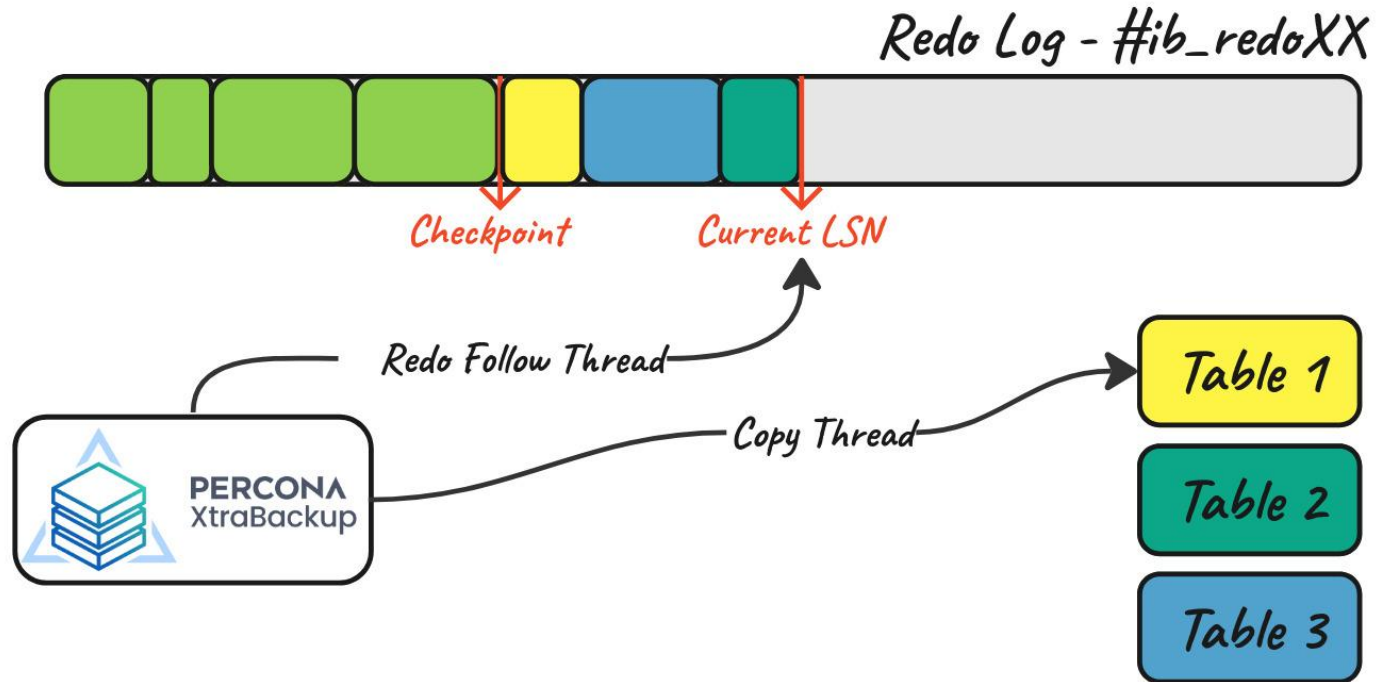 Redo Log - #ib_redoXX
Checkpoint
Current LSN
Redo Follow Thread
Table 1
Copy Thread
PERCONA
XtraBackup
Table 2
Table 3